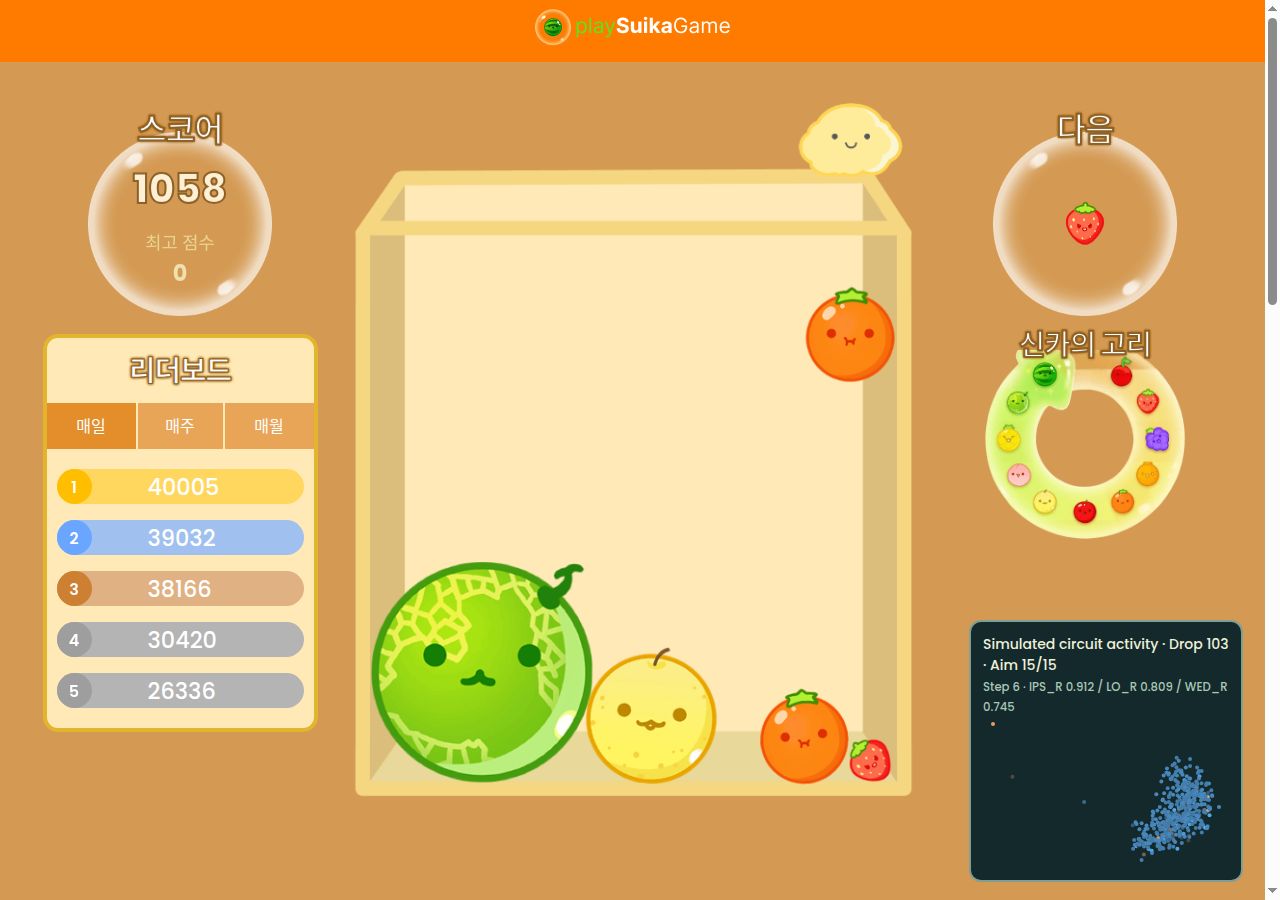 playSuikaGame
스코어
1058
최고 점수
0
리더보드
매일 매주 매월
1 40005
2 39032
3 38166
4 30420
5 26336
다음
신카의 고리
Simulated circuit activity · Drop 103
· Aim 15/15
Step 6 · IPS_R 0.912 / LO_R 0.809 / WED_R
0.745